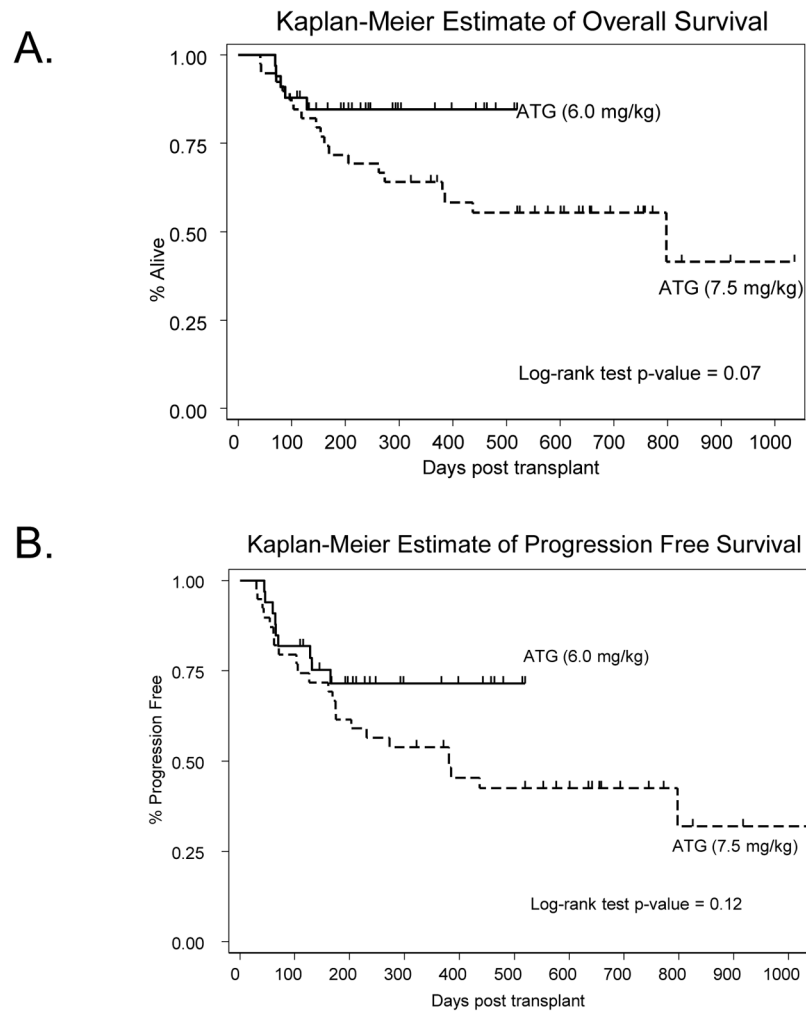 A.
Kaplan-Meier Estimate of Overall Survival
1.00
0.75
0.50
0.25
0.00
% Alive
ATG (6.0 mg/kg)
ATG (7.5 mg/kg)
Log-rank test p-value = 0.07
0 100 200 300 400 500 600 700 800 900 1000
Days post transplant
B.
Kaplan-Meier Estimate of Progression Free Survival
1.00
0.75
0.50
0.25
0.00
% Progression Free
ATG (6.0 mg/kg)
ATG (7.5 mg/kg)
Log-rank test p-value = 0.12
0 100 200 300 400 500 600 700 800 900 1000
Days post transplant